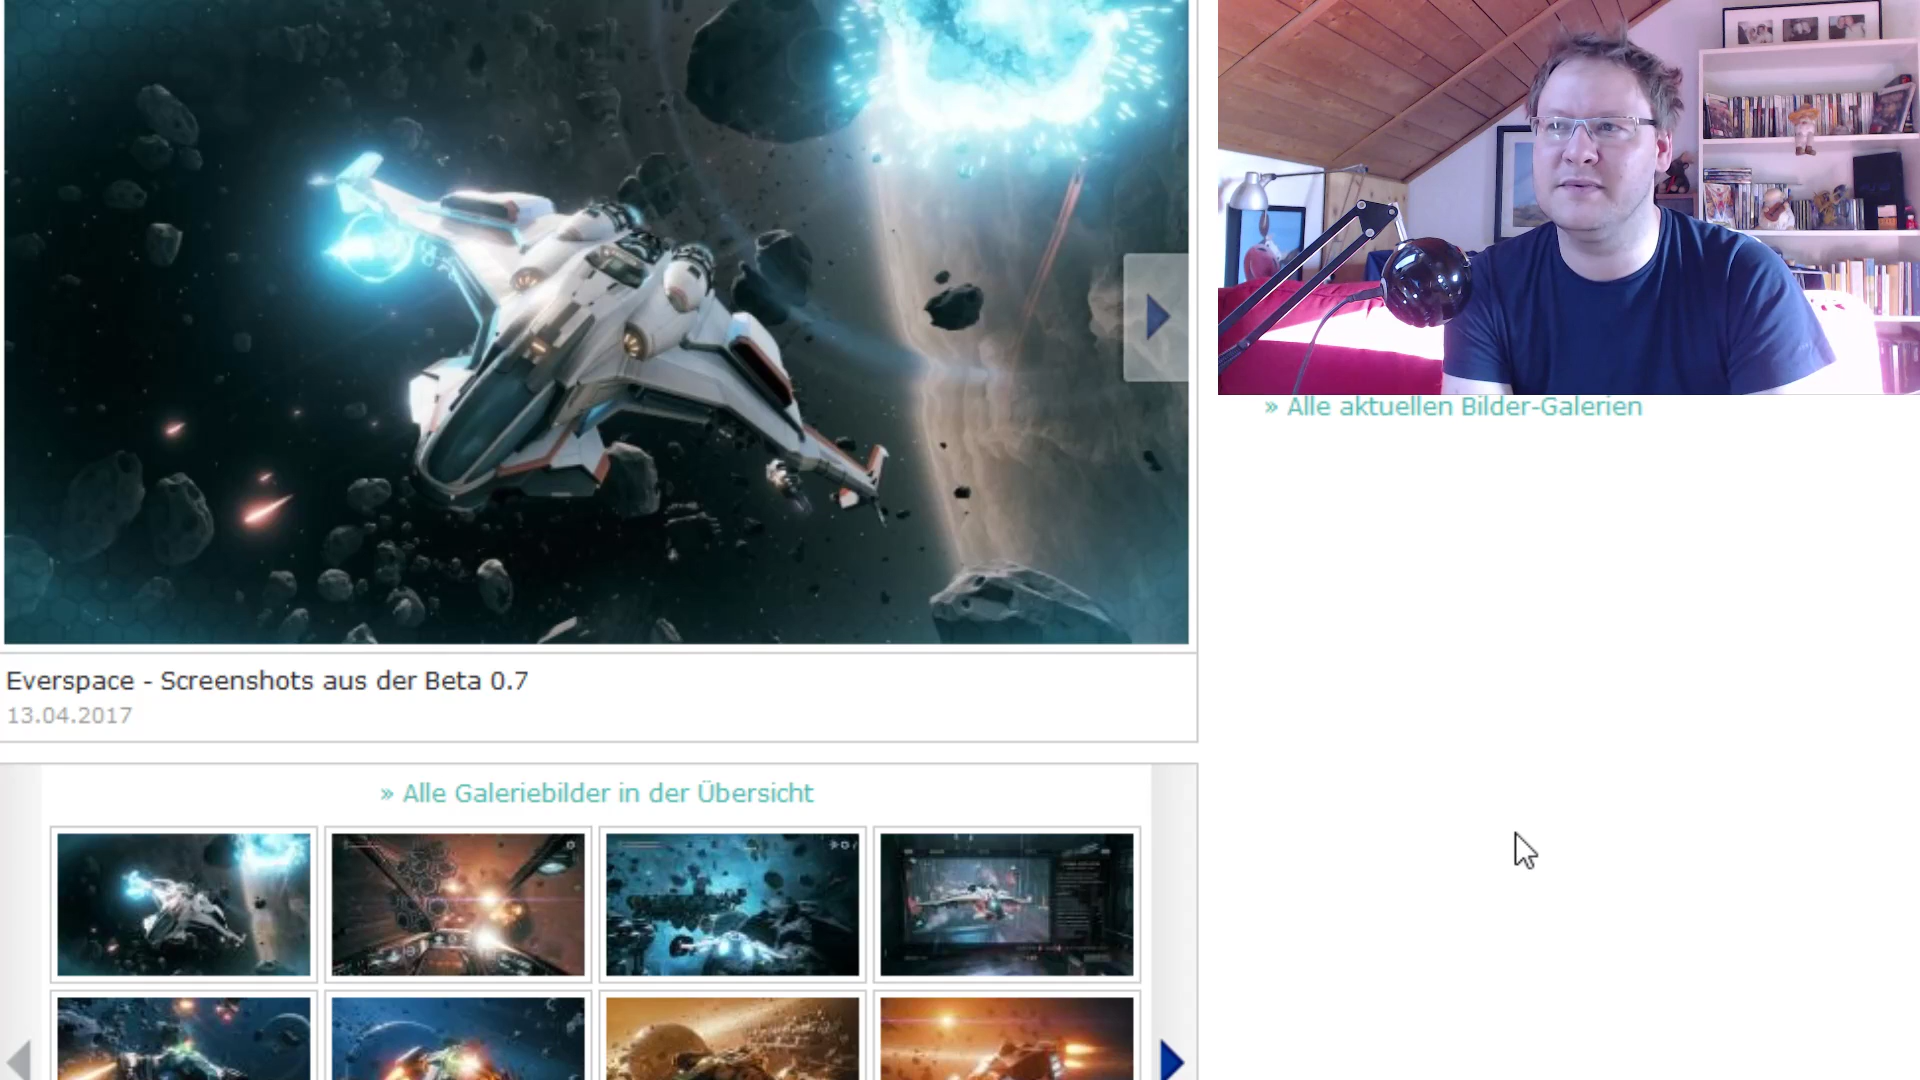 » Alle aktuellen Bilder-Galerien
Everspace - Screenshots aus der Beta 0.7
13.04.2017
» Alle Galeriebilder in der Übersicht